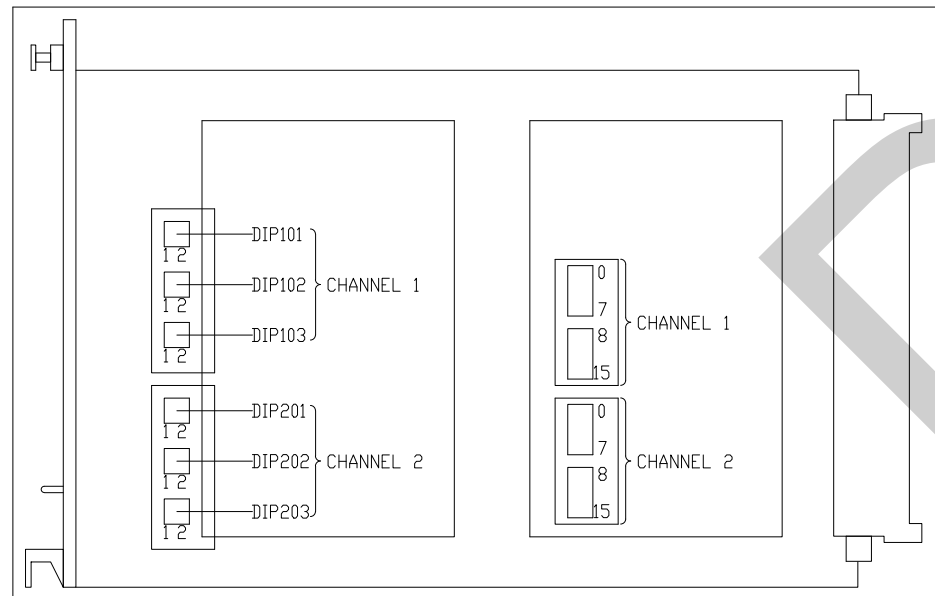 DIP101
1 2
DIP102
CHANNEL 1
1 2
DIP103
1 2
DIP201
1 2
DIP202
CHANNEL 2
1 2
DIP203
1 2
0
7
CHANNEL 1
8
15
0
7
CHANNEL 2
8
15